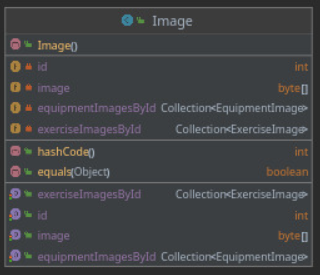 Image
Image()
id int
image byte[]
equipmentImagesById Collection<EquipmentImage>
exerciseImagesById Collection<ExerciseImage>
hashCode() int
equals(Object) boolean
exerciseImagesById Collection<ExerciseImage>
id int
image byte[]
equipmentImagesById Collection<EquipmentImage>